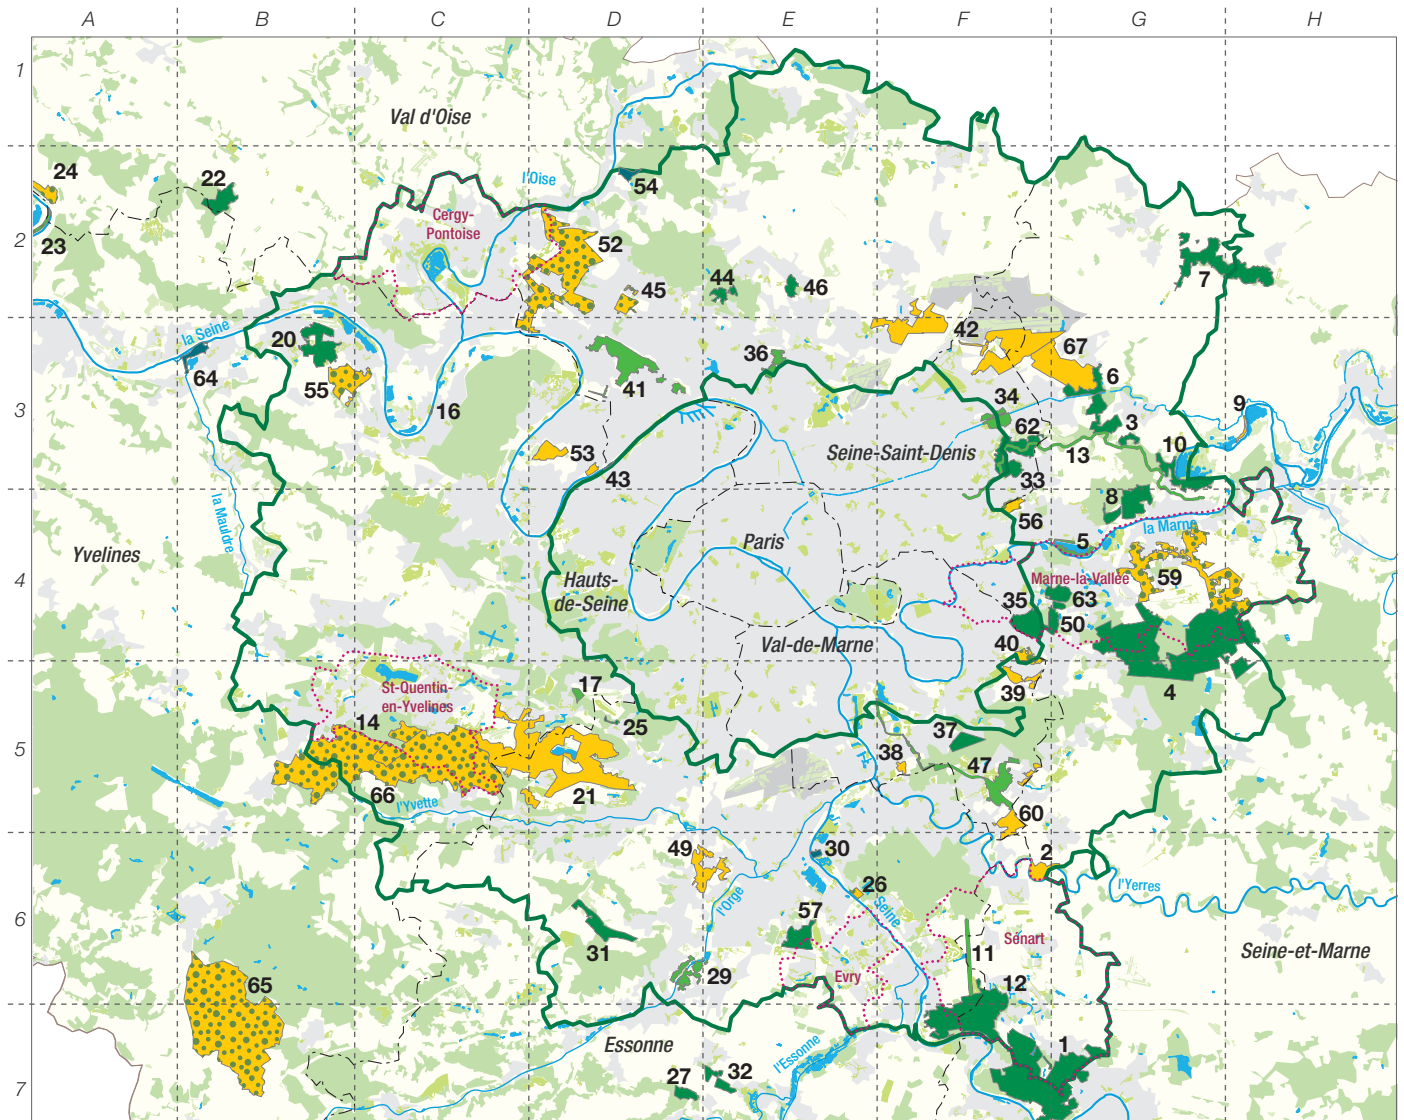 A B C D E F G H
1
Val d'Oise
24
22
l'Oise
54
Cergy-
Pontoise
2
23
52
44
45
46
7
la Seine
20
64
55
16
36
41
42
67
6
34
3
62
3
9
53
43
Seine-Saint-Denis
13
10
33
8
la Mauldre
56
la Marne
Yvelines
Paris
5
4
Hauts-
de-Seine
Marne-la-Vallée
59
63
35
50
Val-de-Marne
40
4
39
St-Quentin-
en-Yvelines
17
14
25
37
5
38
47
66
l'Yvette
21
60
49
30
2
26
l'Yerres
l'Orge
Seine
57
6
31
11
Sénart
Seine-et-Marne
29
Evry
12
65
Essonne
1
l'Essonne
27
32
7